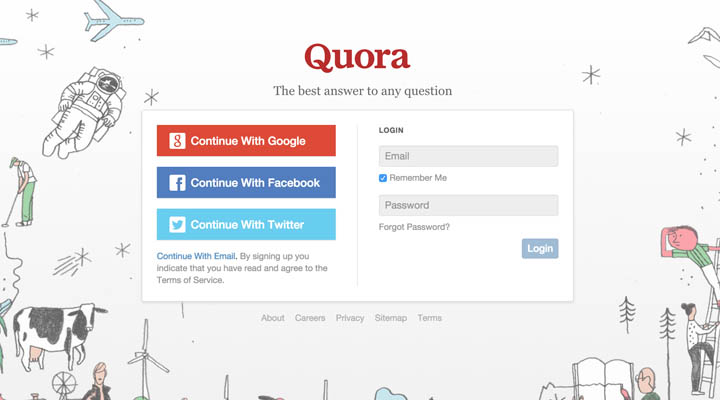 Quora
The best answer to any question
Continue With Google
Continue With Facebook
Continue With Twitter
Continue With Email. By signing up you
indicate that you have read and agree to the
Terms of Service.
LOGIN
Email
Remember Me
Password
Forgot Password?
Login
About Careers Privacy Sitemap Terms